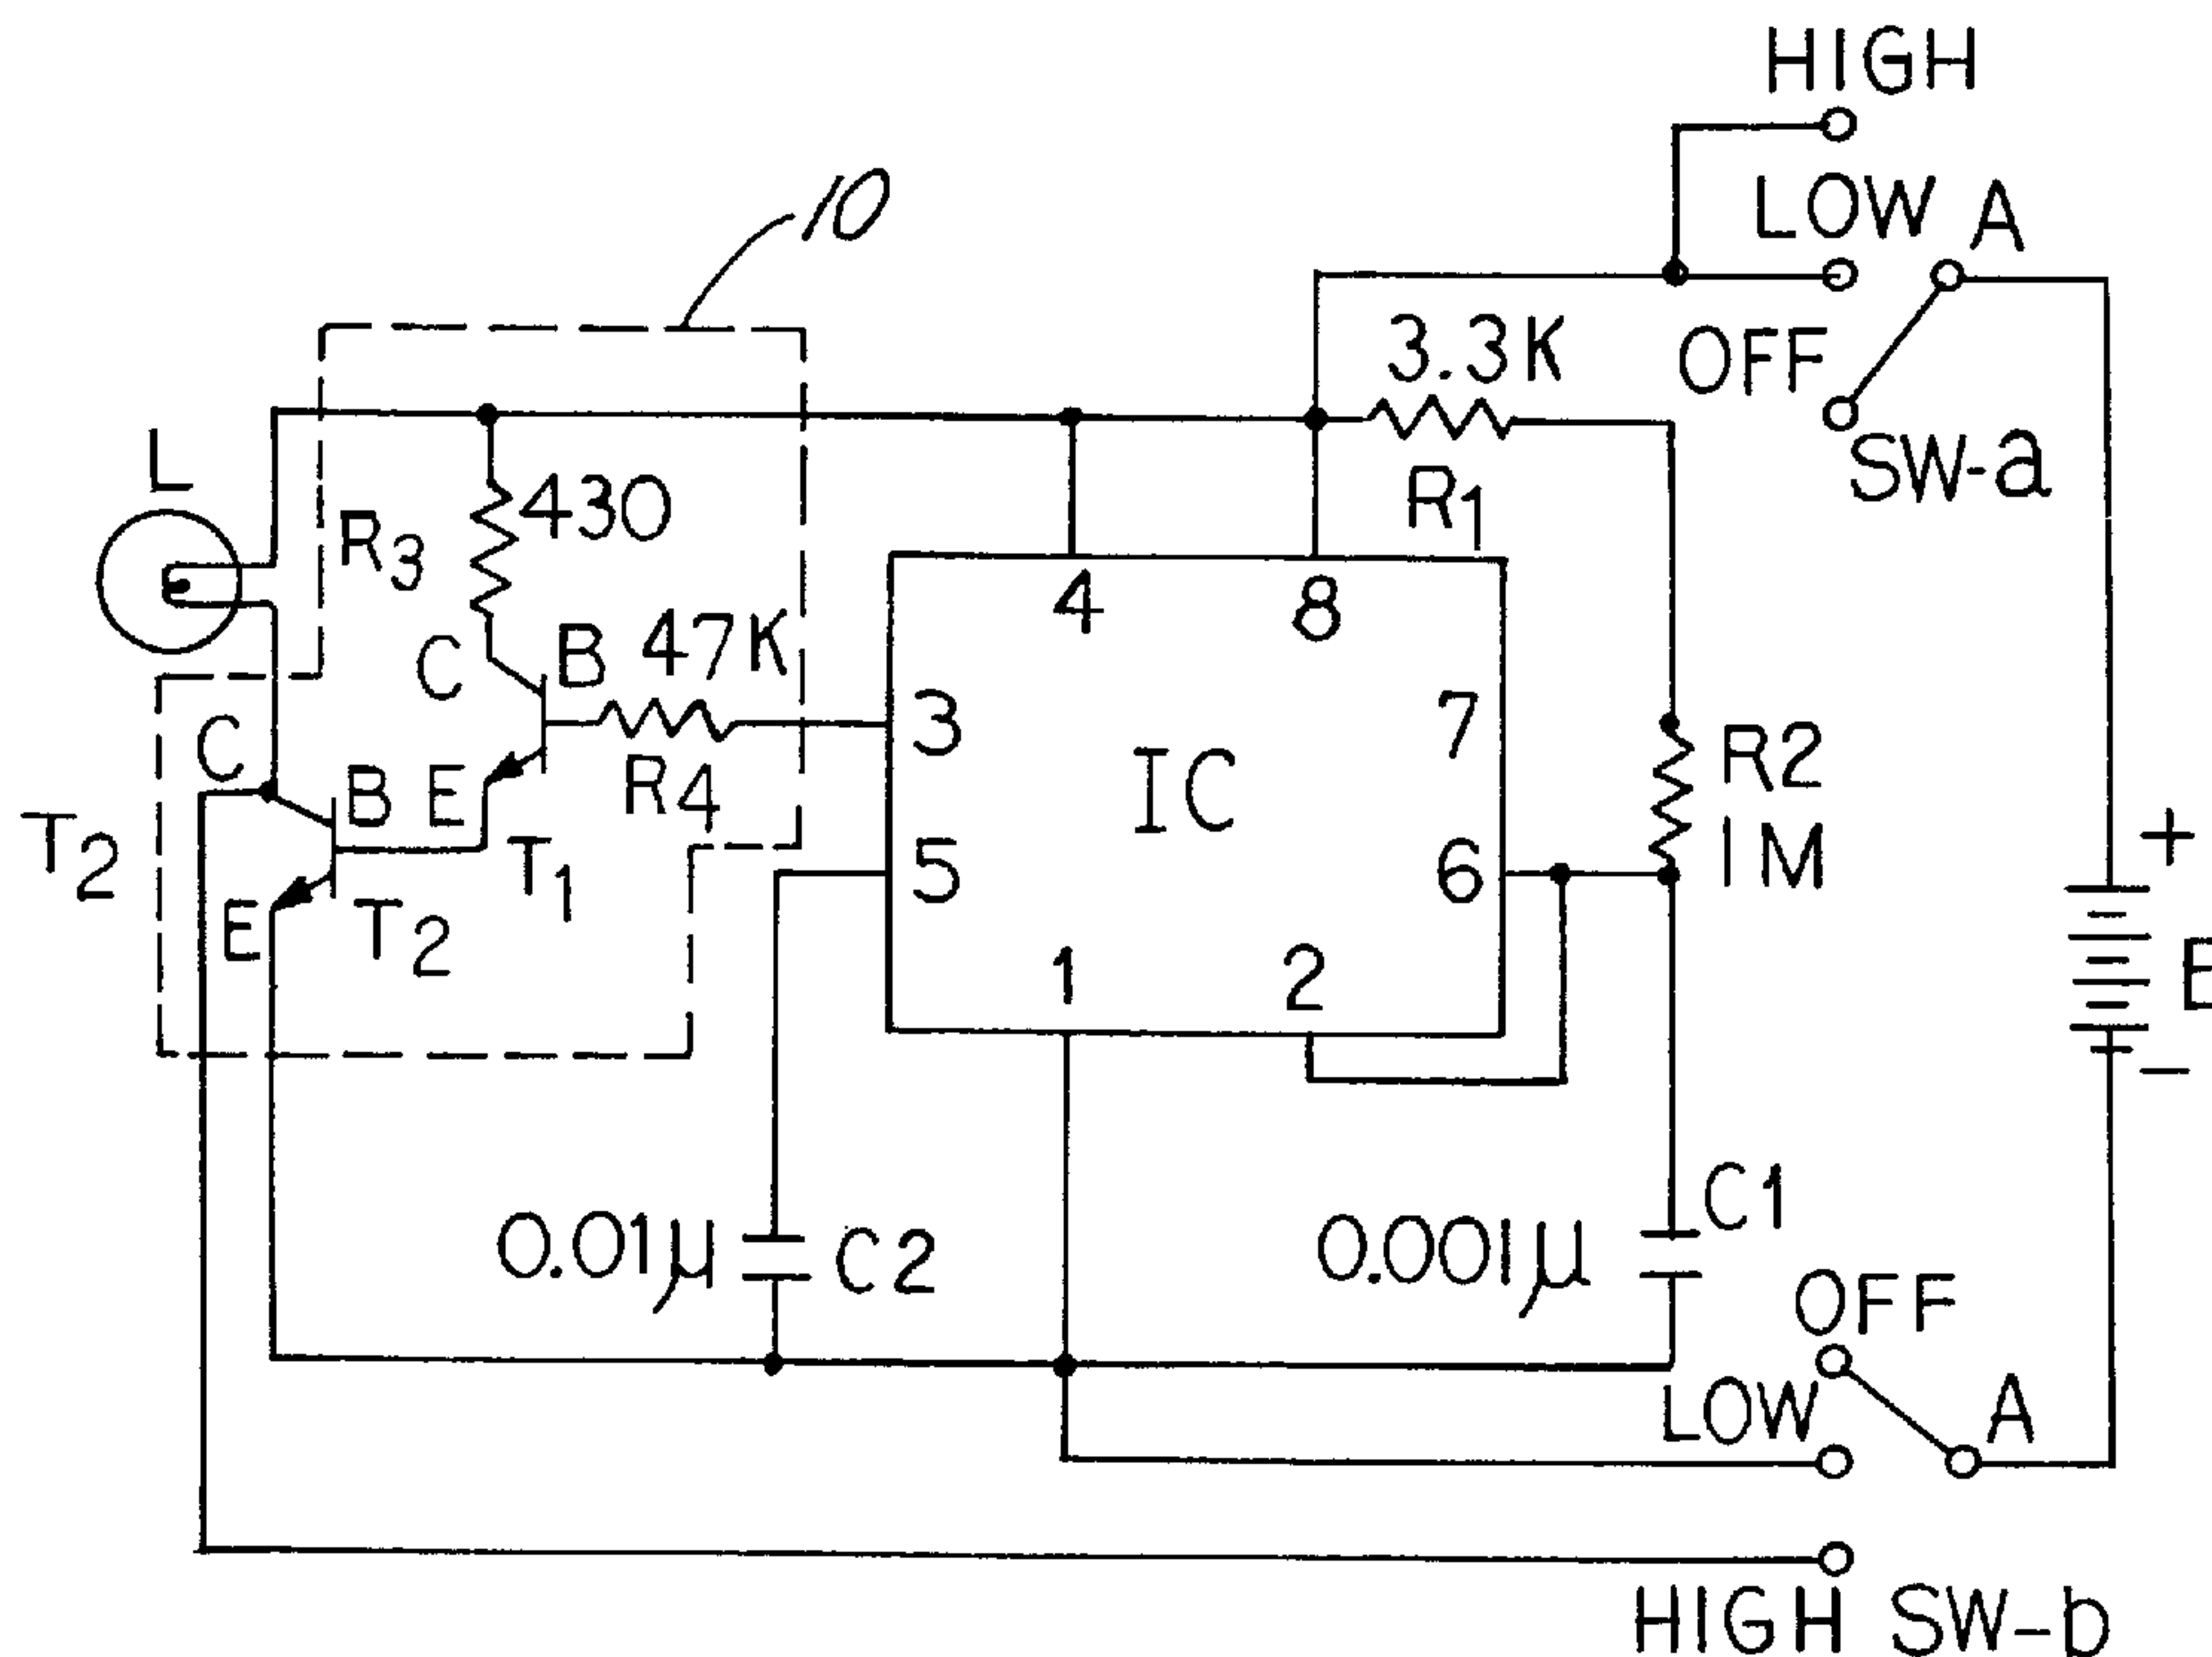 HIGH
10
LOW A
OFF
3.3K
SW-a
R1
L
R3
430
4
8
C
B
47K
3
7
R2
C
IC
B
E
R4
T2
T1
5
6
1M
+
E
T2
1
2
B
−
C1
0.01µ
C2
0.001µ
OFF
LOW
A
HIGH SW-b